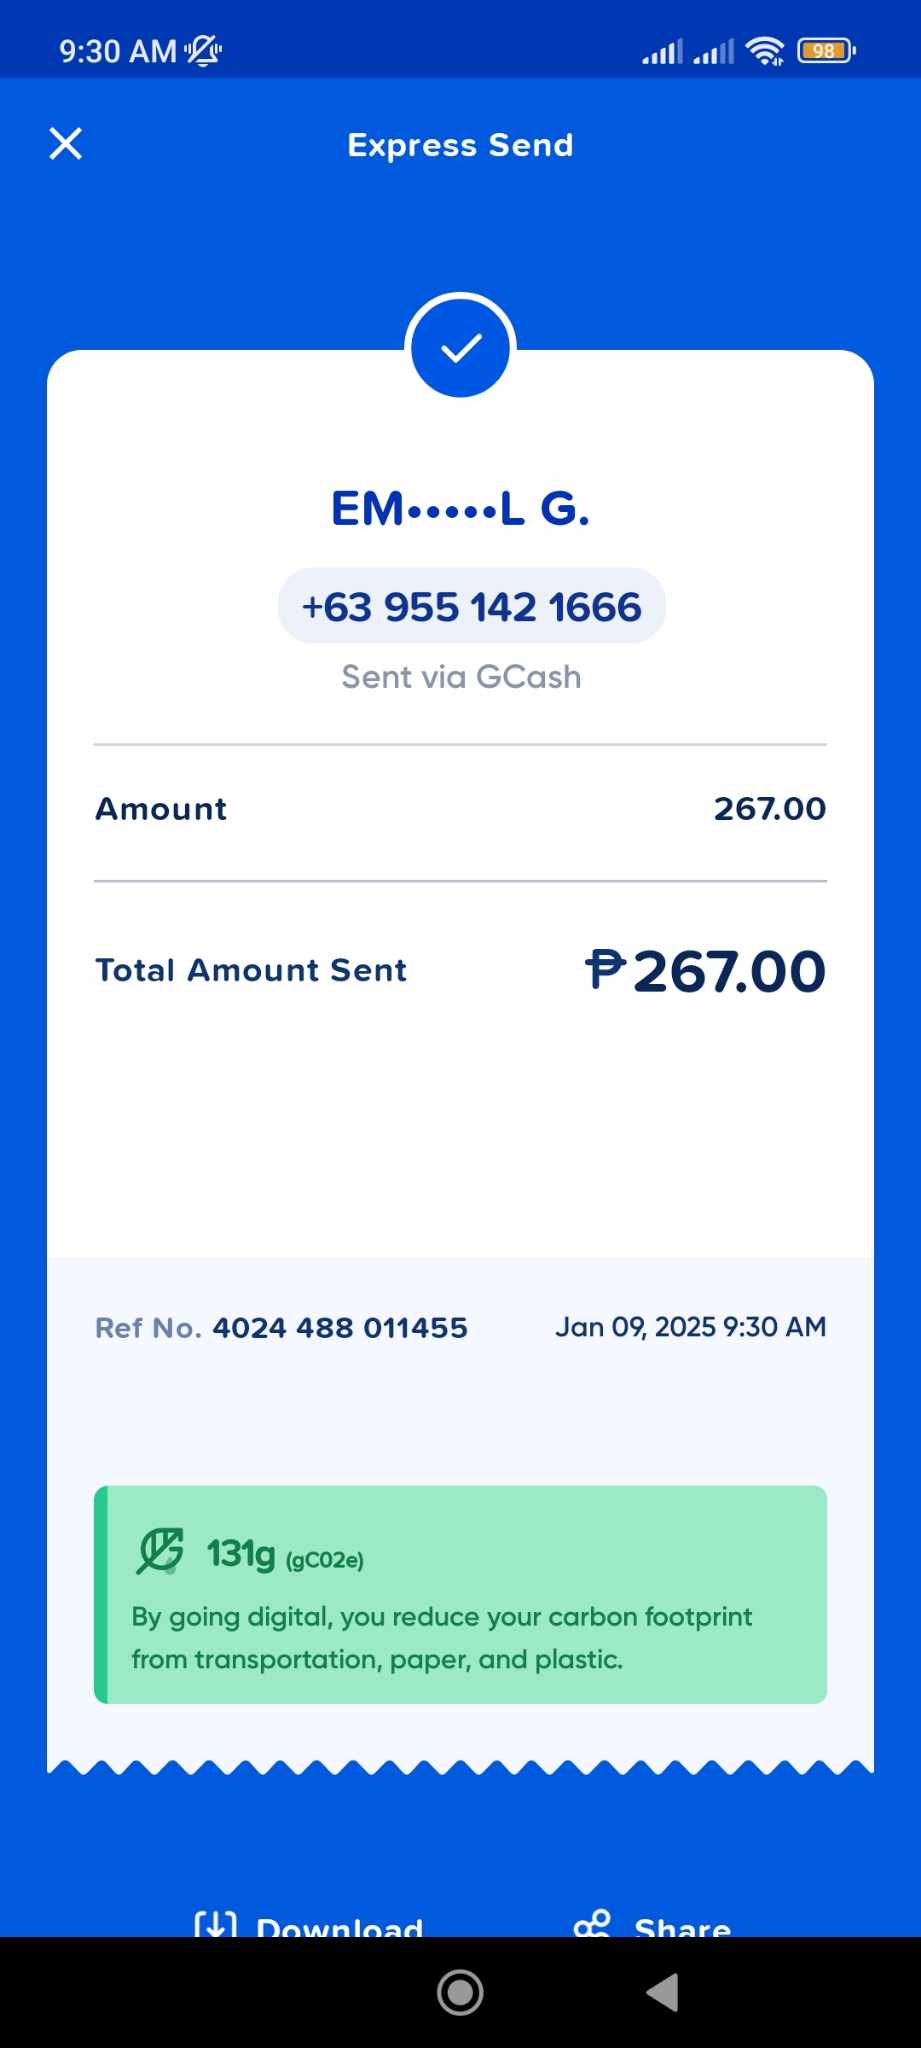 9:30 AM
98
Express Send
EM•••••L G.
+63 955 142 1666
Sent via GCash
Amount 267.00
Total Amount Sent ₱267.00
Ref No. 4024 488 011455 Jan 09, 2025 9:30 AM
131g (gC02e)
By going digital, you reduce your carbon footprint
from transportation, paper, and plastic.
Download Share